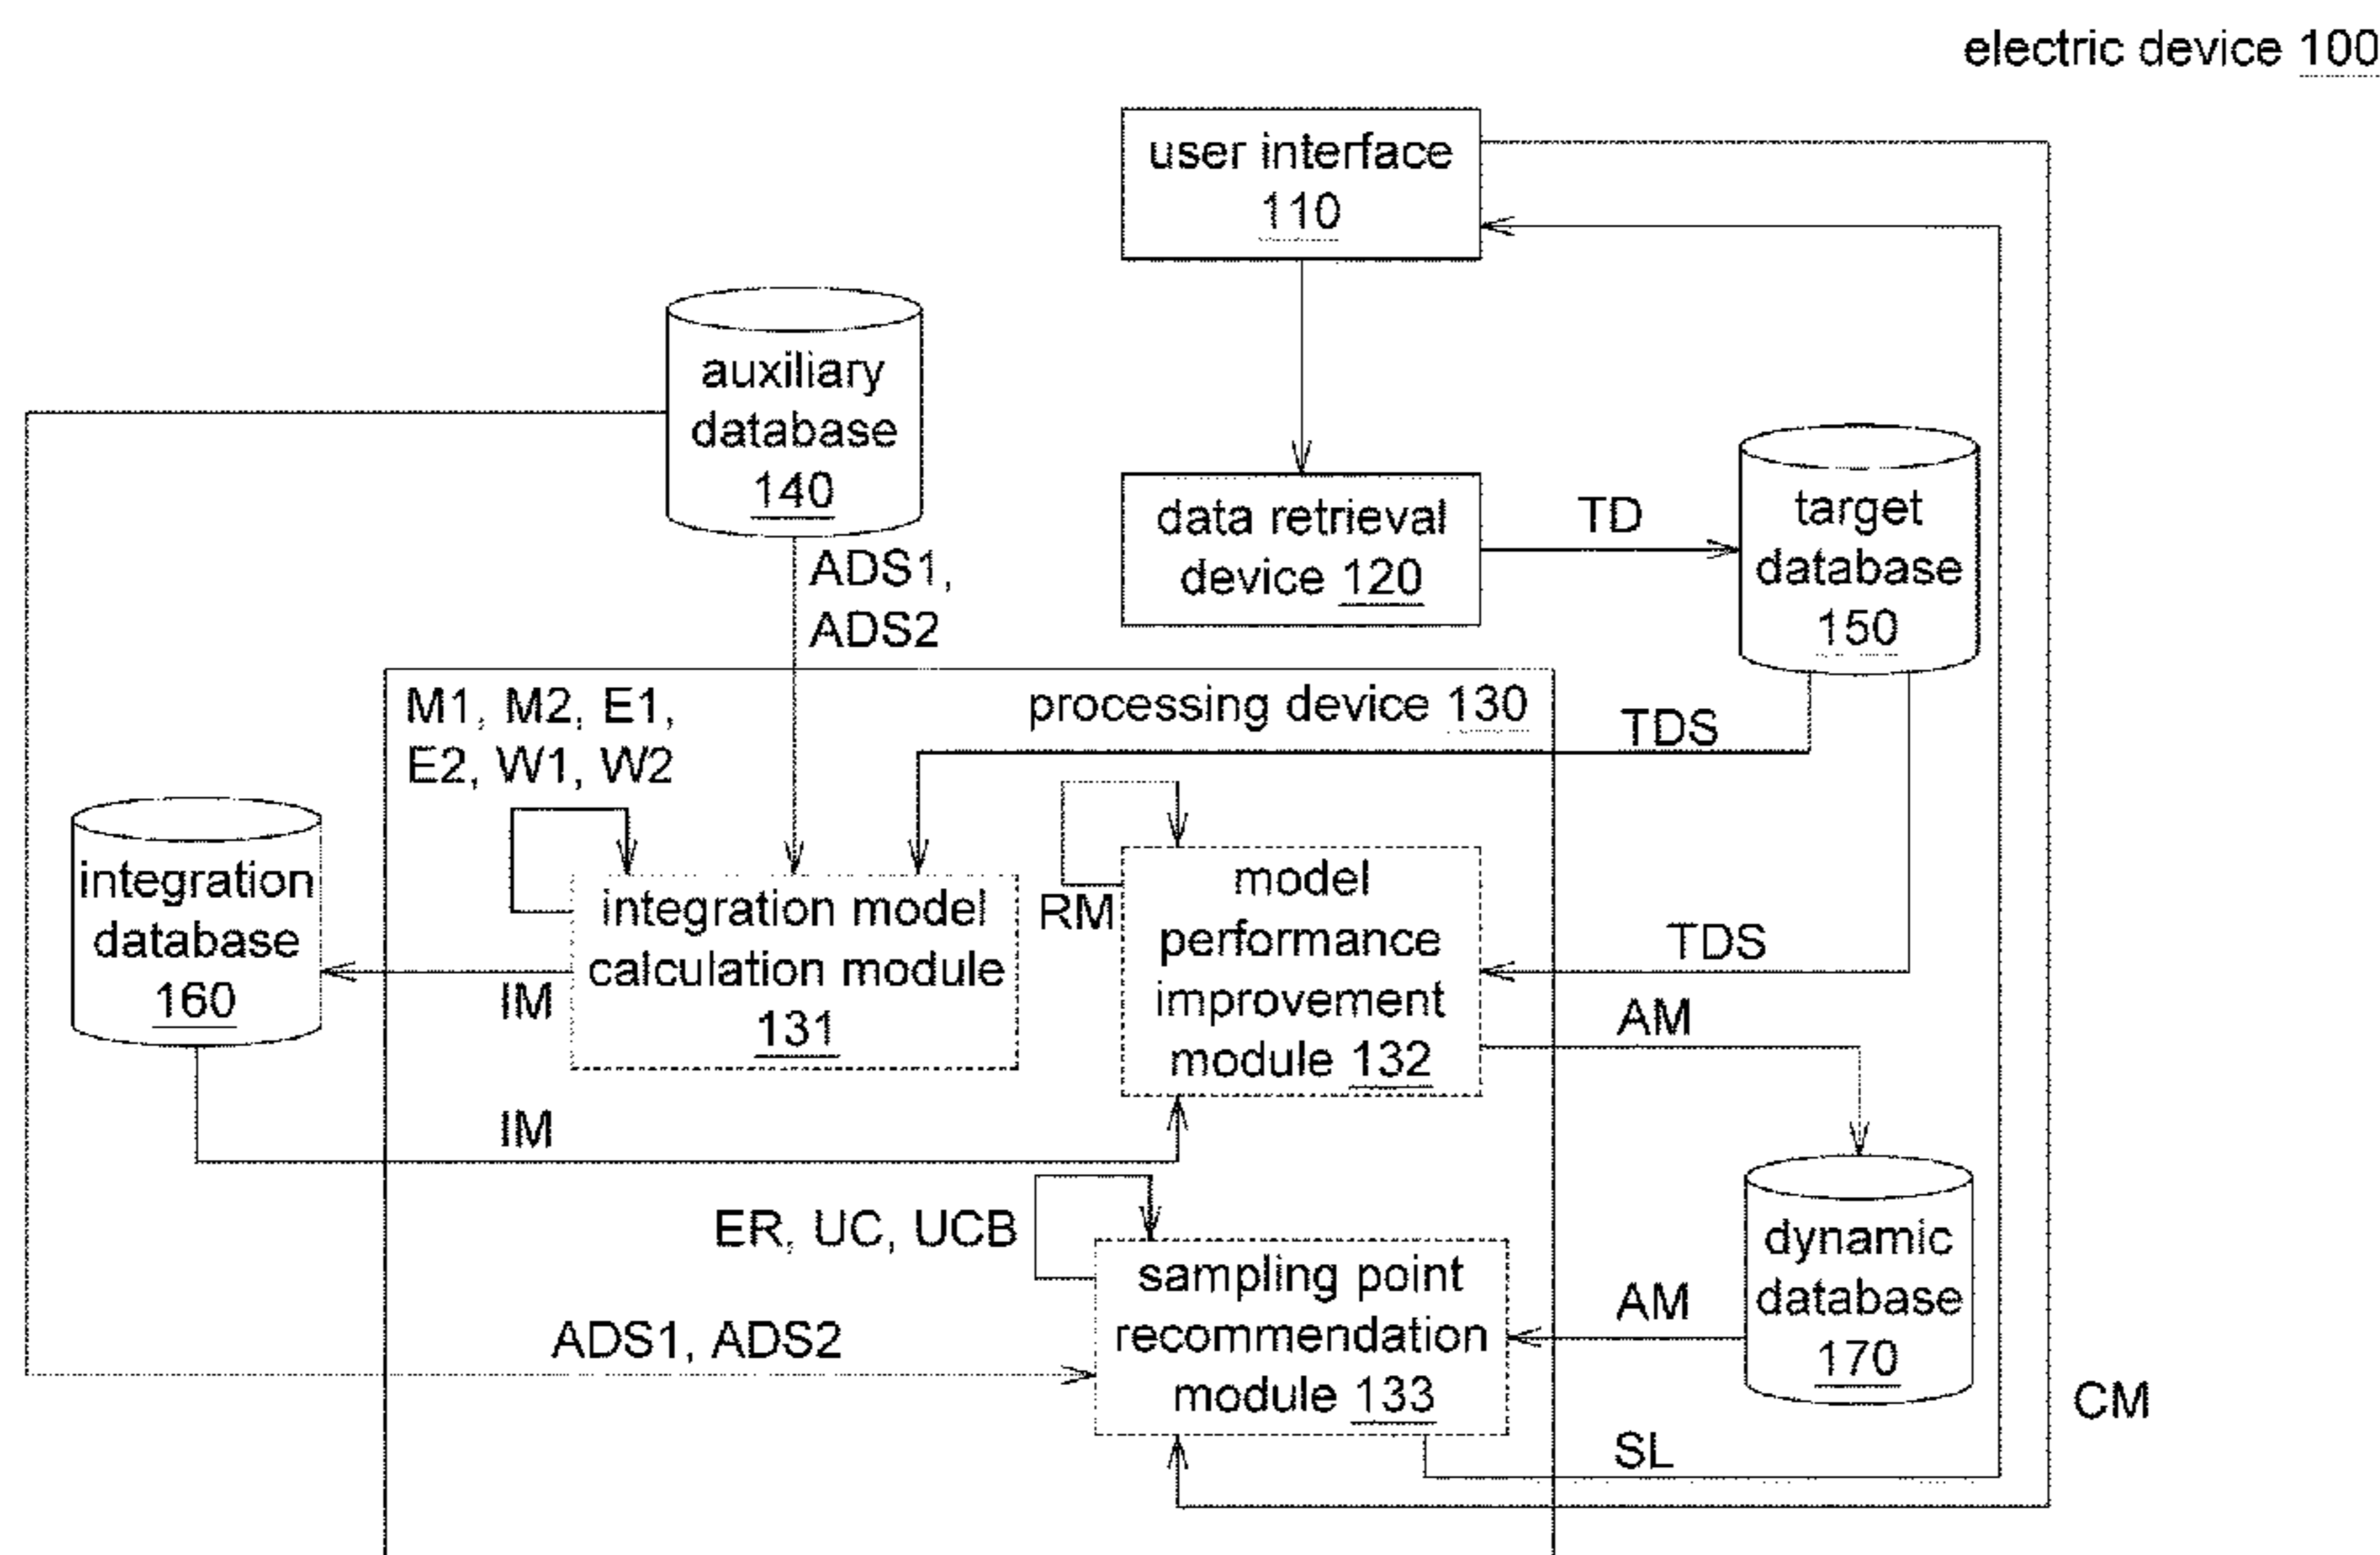 electric device 100
user interface
110
auxiliary
database
140
data retrieval
device 120
TD
target
database
150
ADS1,
ADS2
M1, M2, E1,
E2, W1, W2
processing device 130
TDS
integration
database
160
IM
integration model
calculation module
131
RM
model
performance
improvement
module 132
TDS
AM
IM
ER, UC, UCB
ADS1, ADS2
sampling point
recommendation
module 133
AM
dynamic
database
170
SL
CM